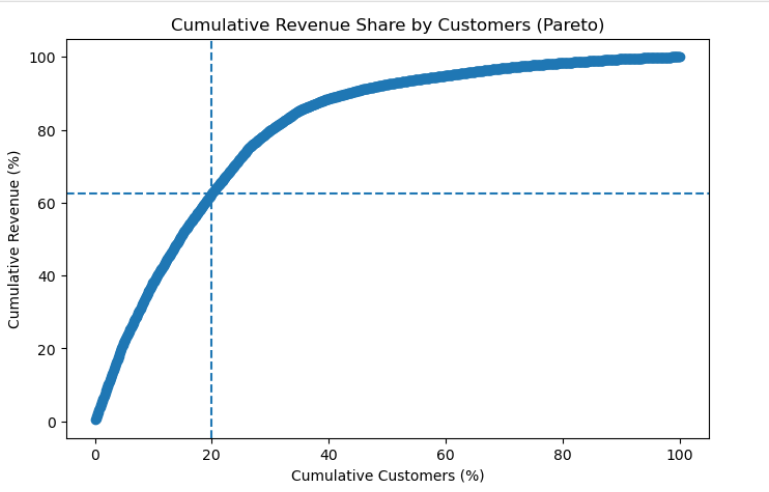 Cumulative Revenue Share by Customers (Pareto)
100
80
60
40
20
0
Cumulative Revenue (%)
0 20 40 60 80 100
Cumulative Customers (%)